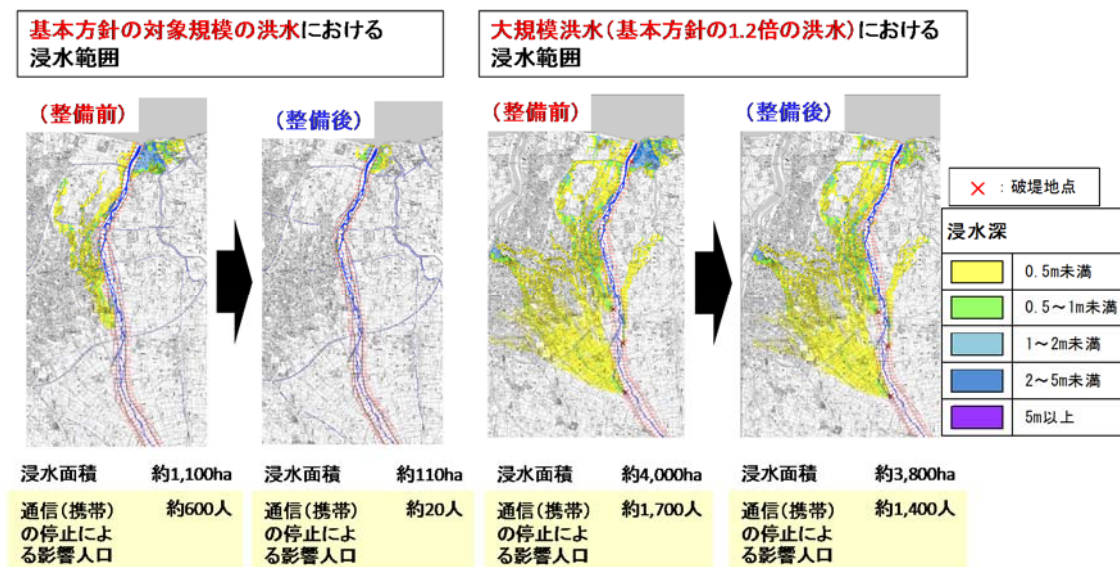 基本方針の対象規模の洪水における
浸水範囲
大規模洪水(基本方針の1.2倍の洪水)における
浸水範囲
(整備前)
(整備後)
(整備前)
(整備後)
× : 破堤地点
浸水深
0.5m未満
0.5～1m未満
1～2m未満
2～5m未満
5m以上
浸水面積 約1,100ha
通信(携帯)
の停止によ
る影響人口
約600人
浸水面積 約110ha
通信(携帯)
の停止によ
る影響人口
約20人
浸水面積 約4,000ha
通信(携帯)
の停止によ
る影響人口
約1,700人
浸水面積 約3,800ha
通信(携帯)
の停止によ
る影響人口
約1,400人